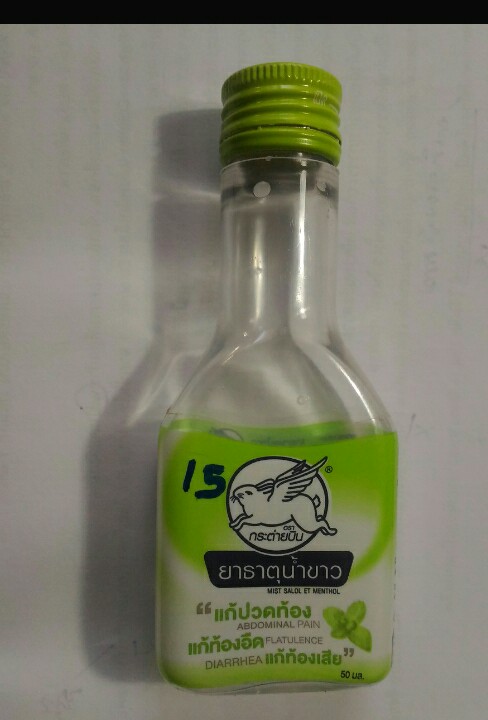 15
®
ตรา
กระต่ายบิน
ยาธาตุน้ำขาว
MIST SALOL ET MENTHOL
“แก้ปวดท้อง
ABDOMINAL PAIN
แก้ท้องอืด FLATULENCE
DIARRHEA แก้ท้องเสีย”
50 มล.